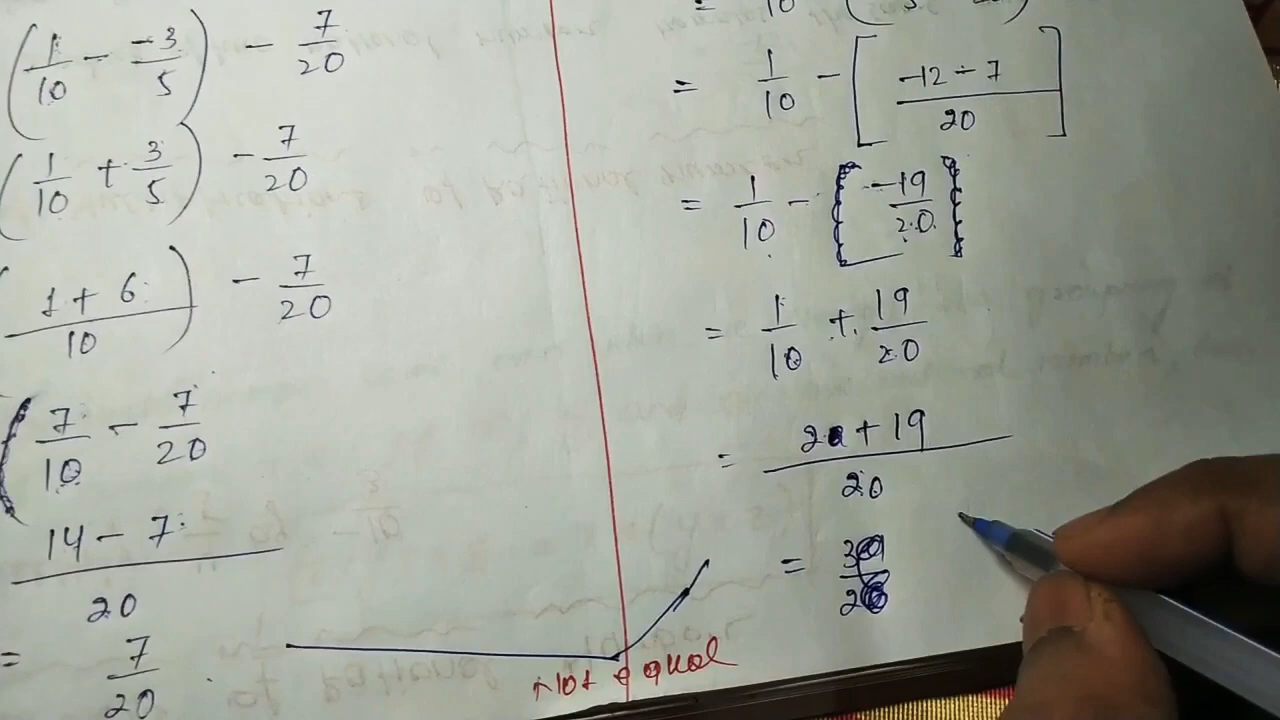 (1/10 - -3/5) - 7/20
(1/10 + 3/5) - 7/20
(1 + 6)/10) - 7/20
(7/10 - 7/20
14 - 7/20
= 7/20
= 1/10 - [-12 - 7/20]
= 1/10 - [-19/20]
= 1/10 + 19/20
= 2 + 19/20
=
Not equal